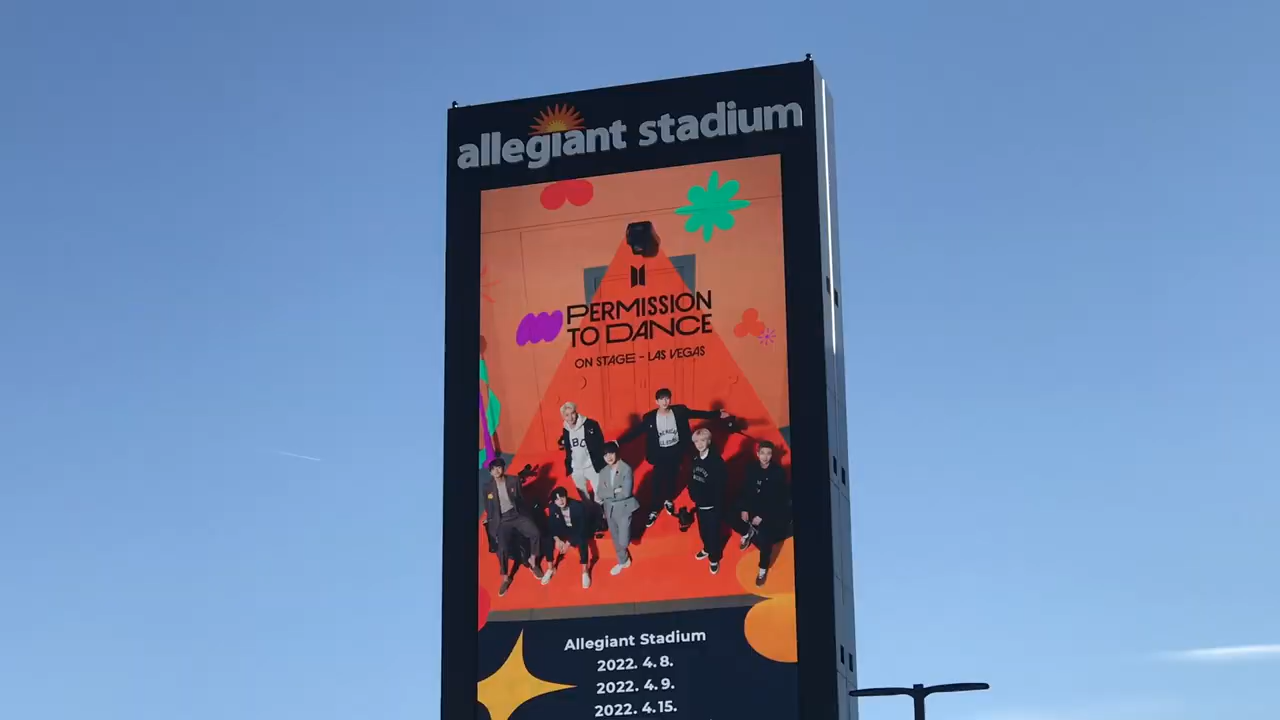 allegiant stadium
PERMISSION
TO DANCE
ON STAGE - LAS VEGAS
Allegiant Stadium
2022. 4. 8.
2022. 4. 9.
2022. 4. 15.